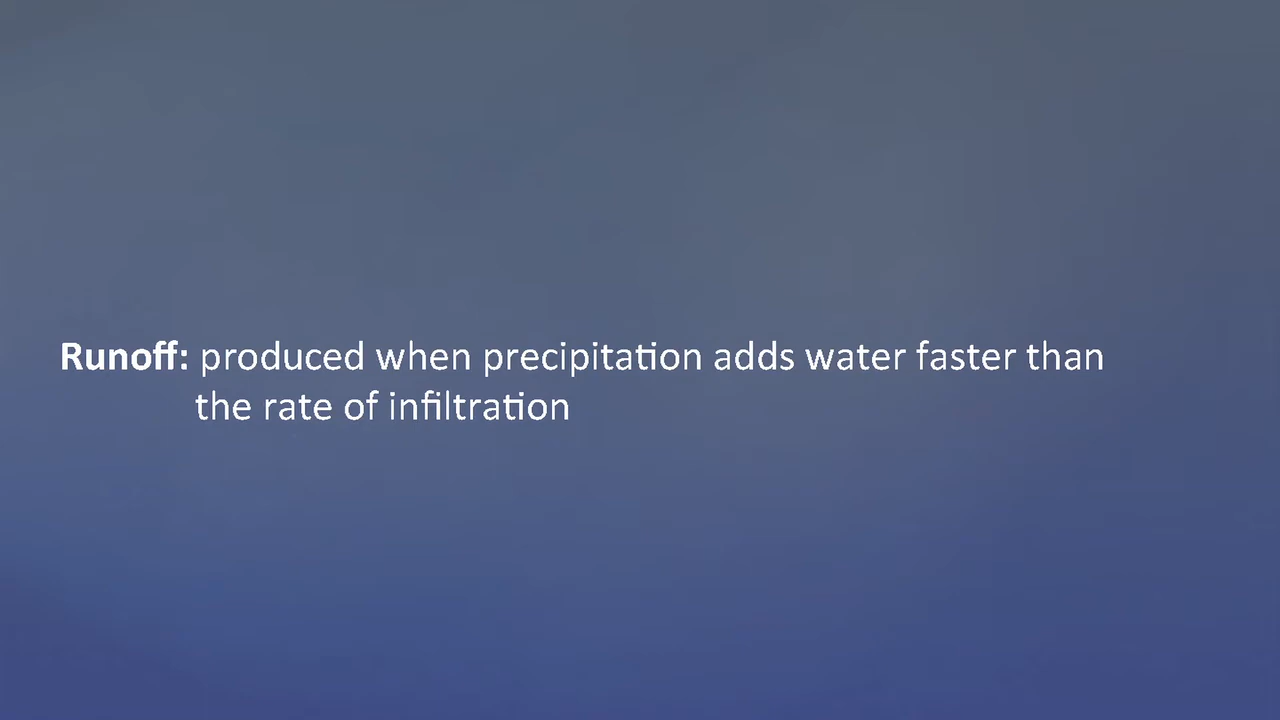 Runoff: produced when precipitation adds water faster than
the rate of infiltration